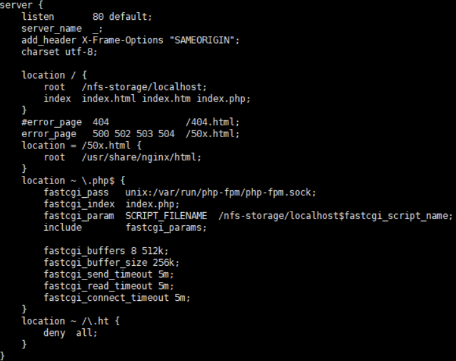 server {
    listen       80 default;
    server_name  _;
    add_header X-Frame-Options "SAMEORIGIN";
    charset utf-8;

    location / {
        root   /nfs-storage/localhost;
        index  index.html index.htm index.php;
    }
    #error_page  404              /404.html;
    error_page   500 502 503 504  /50x.html;
    location = /50x.html {
        root   /usr/share/nginx/html;
    }
    location ~ \.php$ {
        fastcgi_pass   unix:/var/run/php-fpm/php-fpm.sock;
        fastcgi_index  index.php;
        fastcgi_param  SCRIPT_FILENAME  /nfs-storage/localhost$fastcgi_script_name;
        include        fastcgi_params;

        fastcgi_buffers 8 512k;
        fastcgi_buffer_size 256k;
        fastcgi_send_timeout 5m;
        fastcgi_read_timeout 5m;
        fastcgi_connect_timeout 5m;
    }
    location ~ /\.ht {
        deny  all;
    }
}